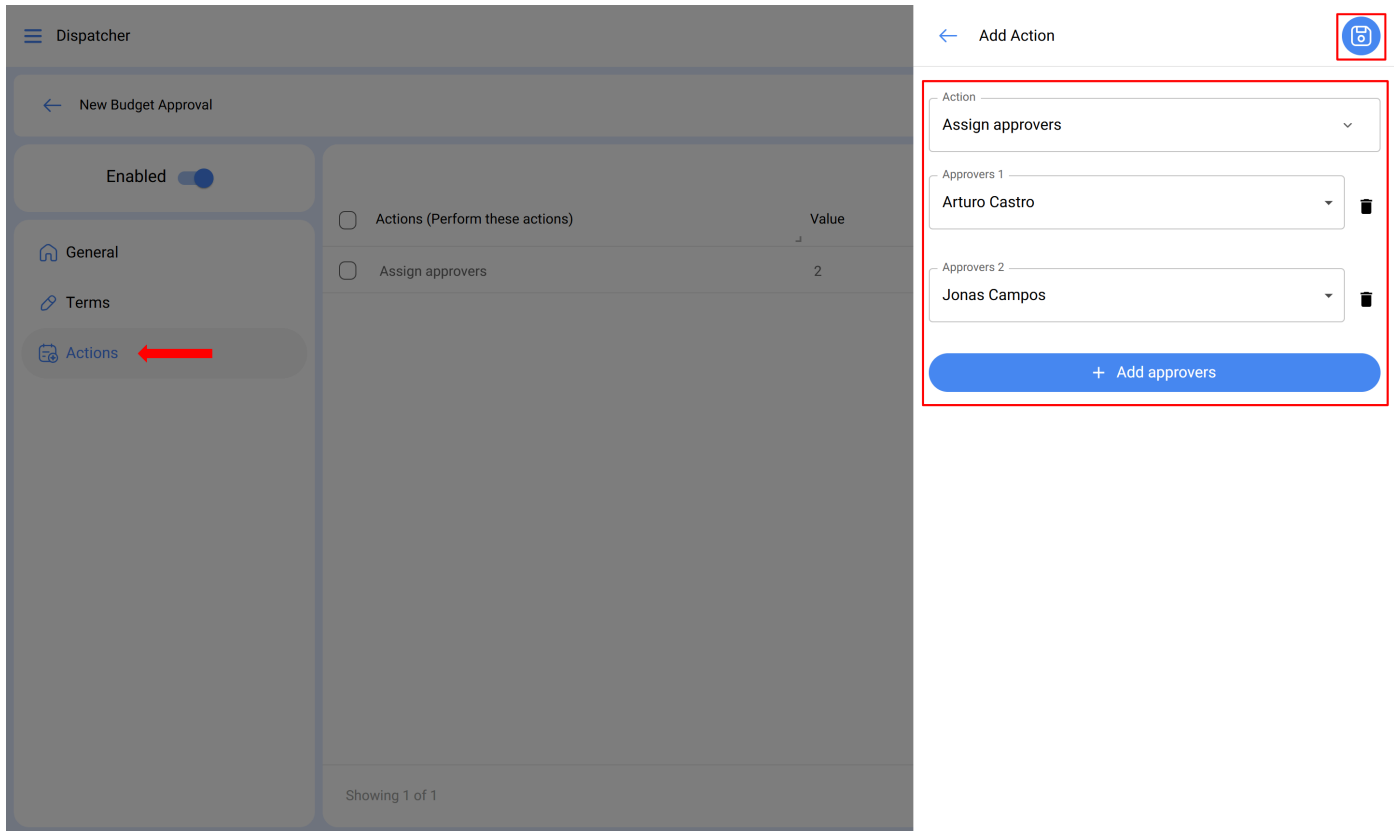 Dispatcher
New Budget Approval
Enabled
General
Terms
Actions
Actions (Perform these actions) Value
Assign approvers 2
Showing 1 of 1
Add Action
Action
Assign approvers
Approvers 1
Arturo Castro
Approvers 2
Jonas Campos
+ Add approvers